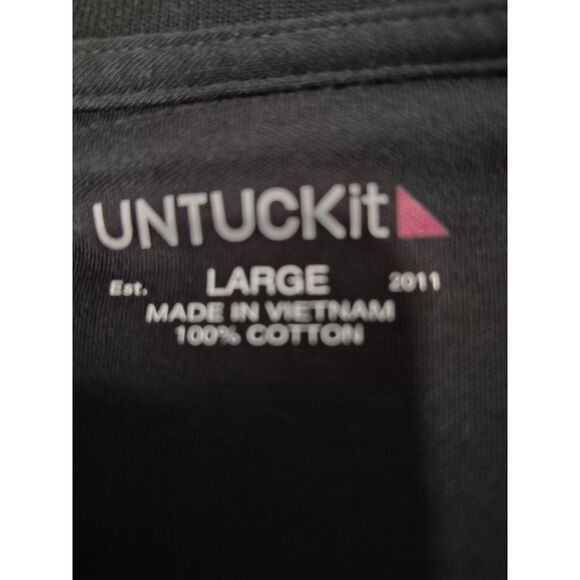 UNTUCKit
Est. LARGE 2011
MADE IN VIETNAM
100% COTTON